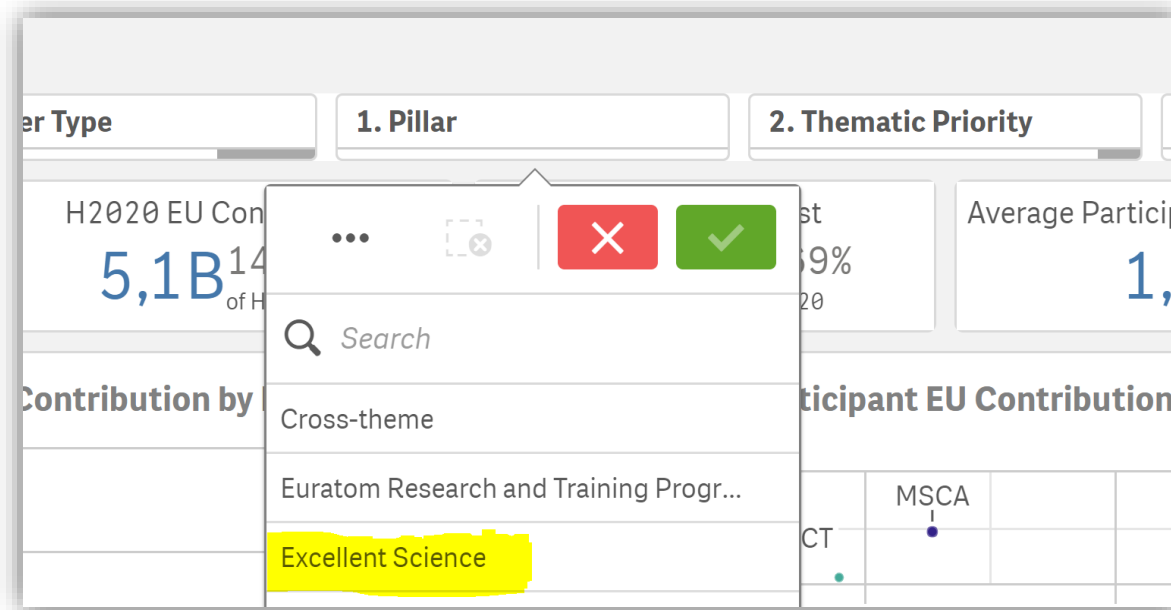 er Type
1. Pillar
2. Thematic Priority
H2020 EU Con
5,1B
14
of H
st
69%
20
Average Particip
1,
Search
Contribution by
ticipant EU Contribution
Cross-theme
Euratom Research and Training Progr...
Excellent Science
MSCA
CT